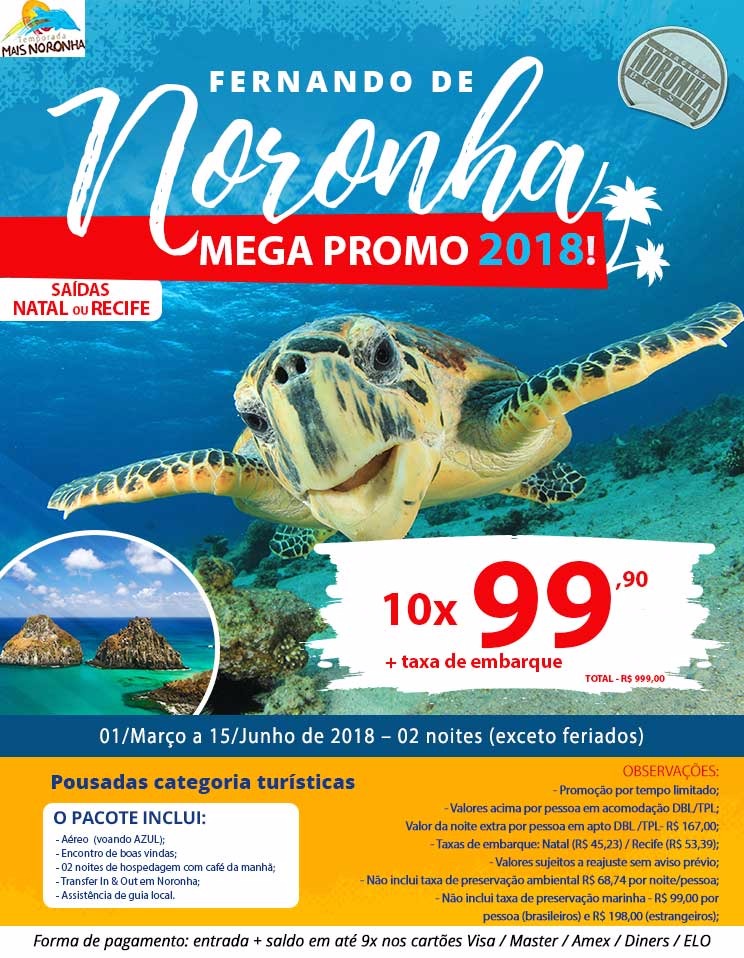 Temporada
MAIS NORONHA
VIAGENS
NORONHA
BRASIL
FERNANDO DE
Noronha
MEGA PROMO 2018!
SAÍDAS
NATAL OU RECIFE
10x 99,90
+ taxa de embarque
TOTAL - R$ 999,00
01/Março a 15/Junho de 2018 – 02 noites (exceto feriados)
Pousadas categoria turísticas
O PACOTE INCLUI:
- Aéreo (voando AZUL);
- Encontro de boas vindas;
- 02 noites de hospedagem com café da manhã;
- Transfer In & Out em Noronha;
- Assistência de guia local.
OBSERVAÇÕES:
- Promoção por tempo limitado;
- Valores acima por pessoa em acomodação DBL/TPL;
Valor da noite extra por pessoa em apto DBL /TPL- R$ 167,00;
- Taxas de embarque: Natal (R$ 45,23) / Recife (R$ 53,39);
- Valores sujeitos a reajuste sem aviso prévio;
- Não inclui taxa de preservação ambiental R$ 68,74 por noite/pessoa;
- Não inclui taxa de preservação marinha - R$ 99,00 por
pessoa (brasileiros) e R$ 198,00 (estrangeiros);
Forma de pagamento: entrada + saldo em até 9x nos cartões Visa / Master / Amex / Diners / ELO